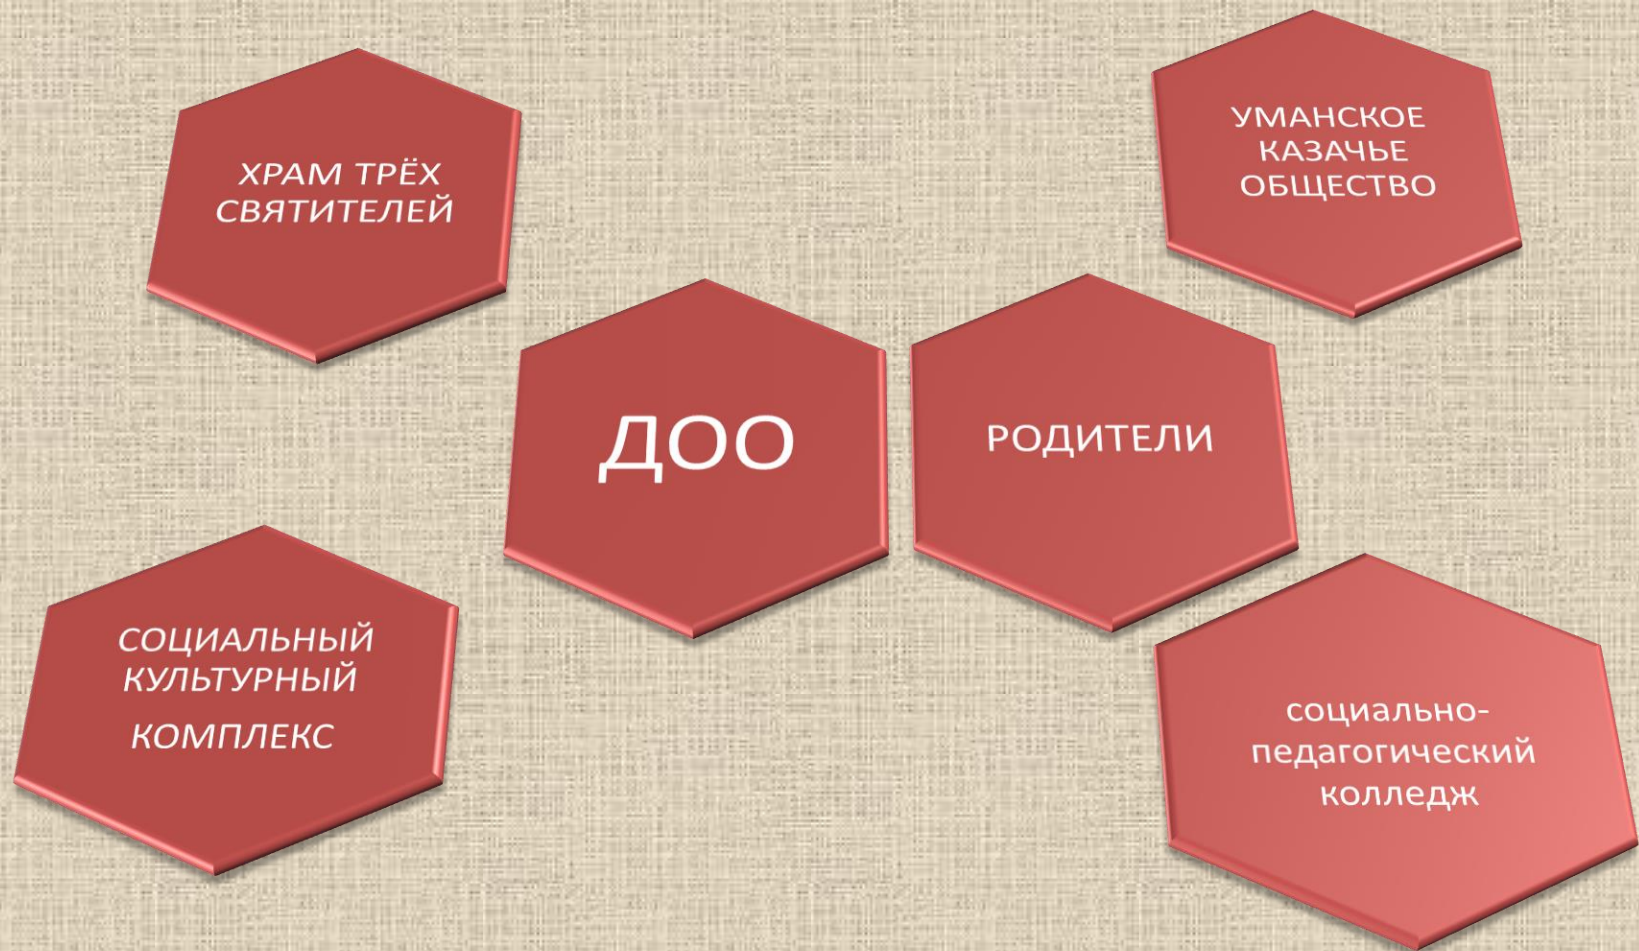 ХРАМ ТРЁХ
СВЯТИТЕЛЕЙ
УМАНСКОЕ
КАЗАЧЬЕ
ОБЩЕСТВО
ДОО
РОДИТЕЛИ
СОЦИАЛЬНЫЙ
КУЛЬТУРНЫЙ
КОМПЛЕКС
социально-
педагогический
колледж